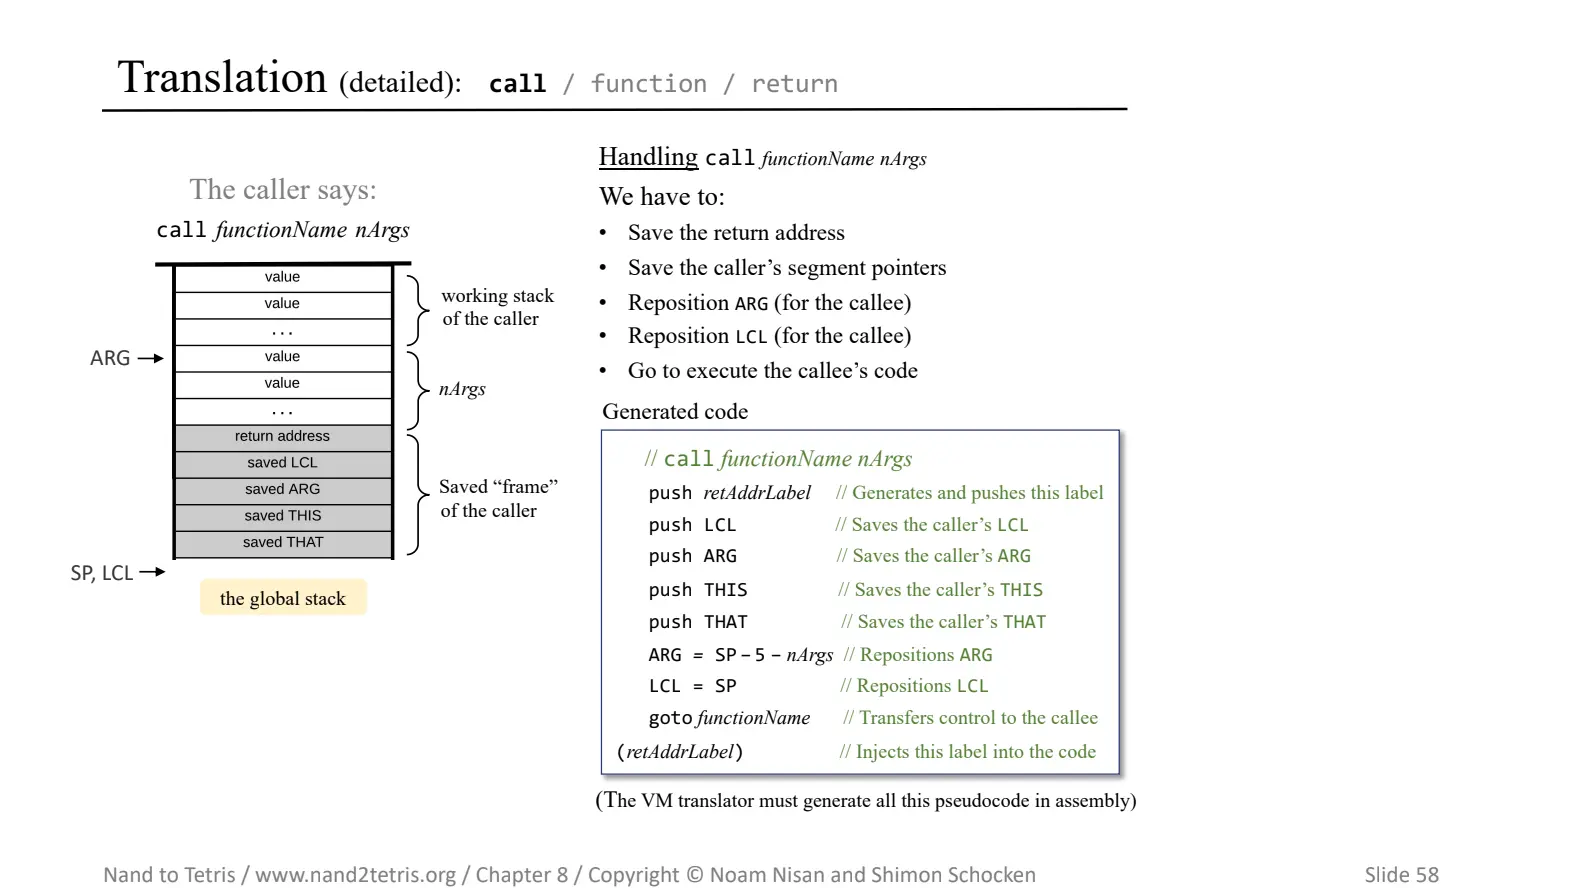 Translation (detailed): call / function / return
The caller says:
call functionName nArgs
value
value
...
value
value
...
return address
saved LCL
saved ARG
saved THIS
saved THAT
ARG
SP, LCL
working stack
of the caller
nArgs
Saved “frame”
of the caller
the global stack
Handling call functionName nArgs
We have to:
• Save the return address
• Save the caller’s segment pointers
• Reposition ARG (for the callee)
• Reposition LCL (for the callee)
• Go to execute the callee’s code
Generated code
// call functionName nArgs
push retAddrLabel // Generates and pushes this label
push LCL // Saves the caller’s LCL
push ARG // Saves the caller’s ARG
push THIS // Saves the caller’s THIS
push THAT // Saves the caller’s THAT
ARG = SP – 5 – nArgs // Repositions ARG
LCL = SP // Repositions LCL
goto functionName // Transfers control to the callee
(retAddrLabel) // Injects this label into the code
(The VM translator must generate all this pseudocode in assembly)
Nand to Tetris / www.nand2tetris.org / Chapter 8 / Copyright © Noam Nisan and Shimon Schocken
Slide 58